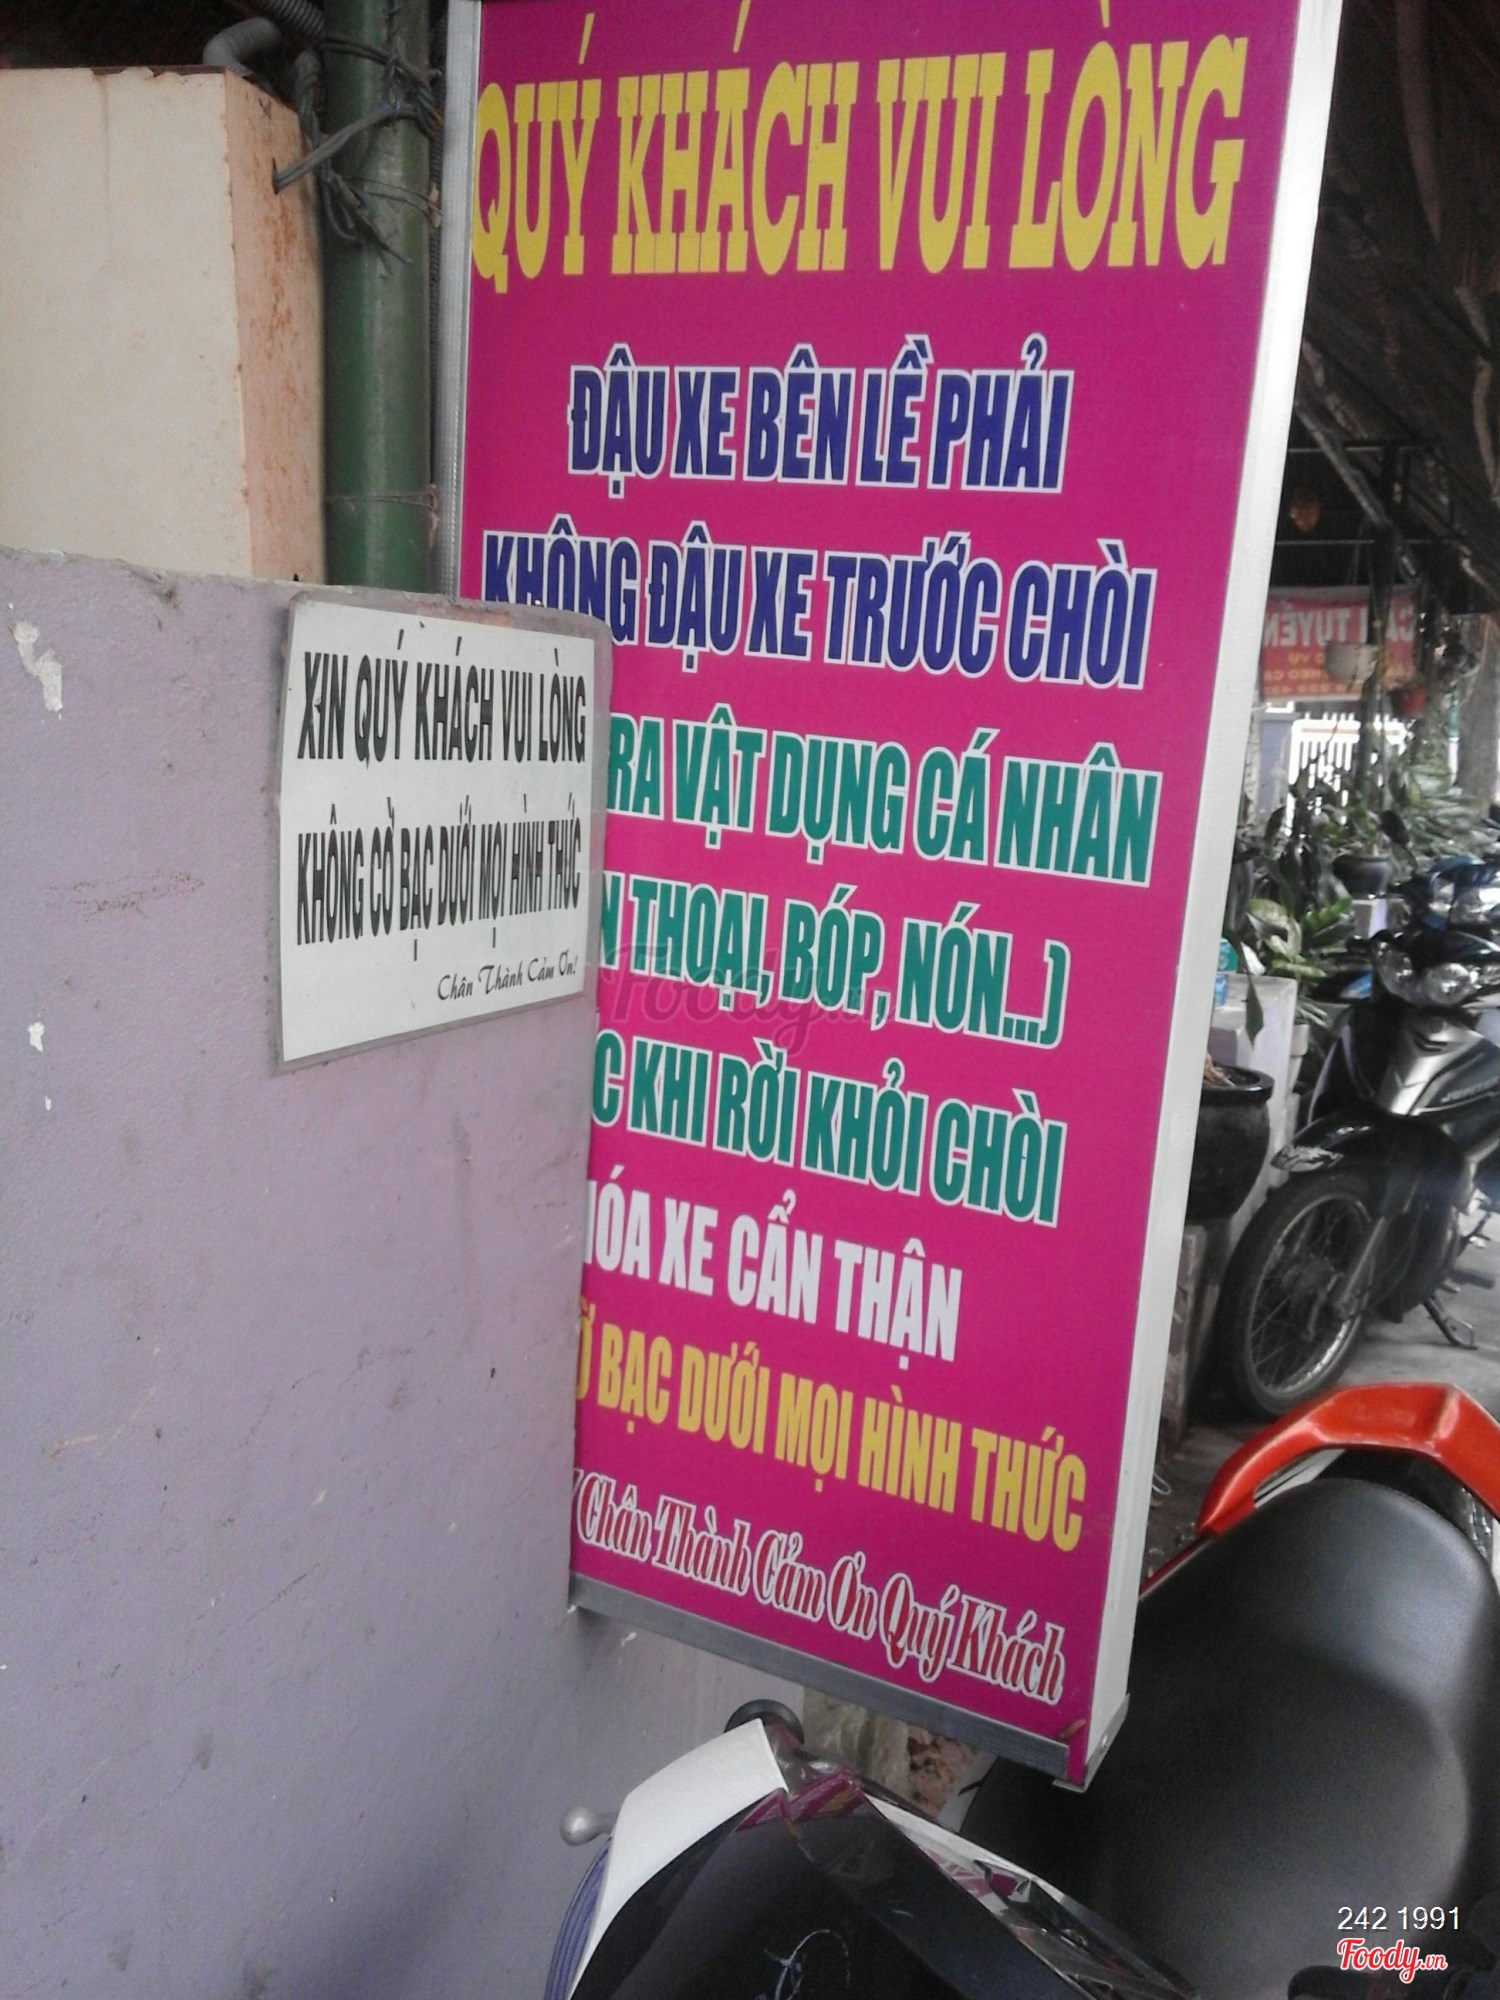 QUÝ KHÁCH VUI LÒNG
ĐẬU XE BÊN LỀ PHẢI
KHÔNG ĐẬU XE TRƯỚC CHÒI
RA VẬT DỤNG CÁ NHÂN
THOẠI, BÓP, NÓN...)
KHI RỜI KHỎI CHÒI
XE CẨN THẬN
BẠC DƯỚI MỌI HÌNH THỨC
Chân Thành Cảm Ơn Quý Khách
XIN QUÝ KHÁCH VUI LÒNG
KHÔNG CỜ BẠC DƯỚI MỌI HÌNH THỨC
Chân Thành Cảm Ơn!
Foody.vn
242 1991
Foody.vn